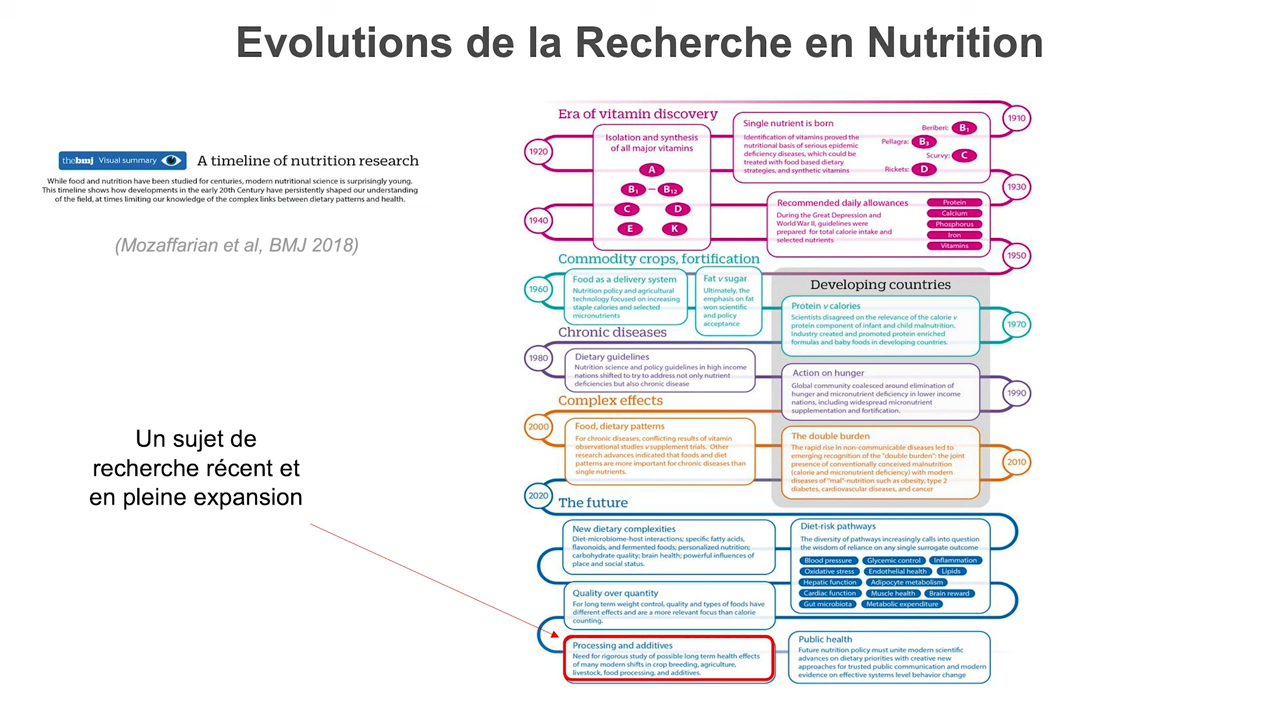 Evolutions de la Recherche en Nutrition
thebmj Visual summary
A timeline of nutrition research
While food and nutrition have been studied for centuries, modern nutritional science is surprisingly young.
This timeline shows how developments in the early 20th Century have persistently shaped our understanding
of the field, at times limiting our knowledge of the complex links between dietary patterns and health.
(Mozaffarian et al, BMJ 2018)
Un sujet de
recherche récent et
en pleine expansion
Era of vitamin discovery
1910
1920
Isolation and synthesis
of all major vitamins
A
B1 – B12
C D
E K
Single nutrient is born
Identification of vitamins proved the
nutritional basis of serious epidemic
deficiency diseases, which could be
treated with food based dietary
strategies, and synthetic vitamins
Beriberi: B1
Pellagra: B3
Scurvy: C
Rickets: D
1930
1940
Recommended daily allowances
During the Great Depression and
World War II, guidelines were
prepared for total calorie intake and
selected nutrients
Protein
Calcium
Phosphorus
Iron
Vitamins
1950
Commodity crops, fortification
1960
Food as a delivery system
Nutrition policy and agricultural
technology focused on increasing
staple calories and selected
micronutrients
Fat v sugar
Ultimately, the
emphasis on fat
won scientific
and policy
acceptance
Developing countries
Protein v calories
Scientists disagreed on the relevance of the calorie v
protein component of infant and child malnutrition.
Industry created and promoted protein enriched
formulas and baby foods in developing countries.
1970
Chronic diseases
1980
Dietary guidelines
Nutrition science and policy guidelines in high income
nations shifted to try to address not only nutrient
deficiencies but also chronic disease
Action on hunger
Global community coalesced around elimination of
hunger and micronutrient deficiency in lower income
nations, including widespread micronutrient
supplementation and fortification.
1990
Complex effects
2000
Food, dietary patterns
For chronic diseases, conflicting results of vitamin
observational studies v supplement trials. Other
research advances indicated that foods and diet
patterns are more important for chronic diseases than
single nutrients.
The double burden
The rapid rise in non-communicable diseases led to
emerging recognition of the "double burden": the joint
presence of conventionally conceived malnutrition
(calorie and micronutrient deficiency) with modern
diseases of "mal"-nutrition such as obesity, type 2
diabetes, cardiovascular diseases, and cancer
2010
2020
The future
New dietary complexities
Diet-microbiome-host interactions; specific fatty acids,
flavonoids, and fermented foods; personalized nutrition;
carbohydrate quality; brain health; powerful influences of
place and social status.
Diet-risk pathways
The diversity of pathways increasingly calls into question
the wisdom of reliance on any single surrogate outcome
Blood pressure Glycemic control Inflammation
Oxidative stress Endothelial health Lipids
Hepatic function Adipocyte metabolism
Cardiac function Muscle health Brain reward
Gut microbiota Metabolic expenditure
Quality over quantity
For long term weight control, quality and types of foods have
different effects and are a more relevant focus than calorie
counting.
Processing and additives
Need for rigorous study of possible long term health effects
of many modern shifts in crop breeding, agriculture,
livestock, food processing, and additives.
Public health
Future nutrition policy must unite modern scientific
advances on dietary priorities with creative new
approaches for trusted public communication and modern
evidence on effective systems level behavior change